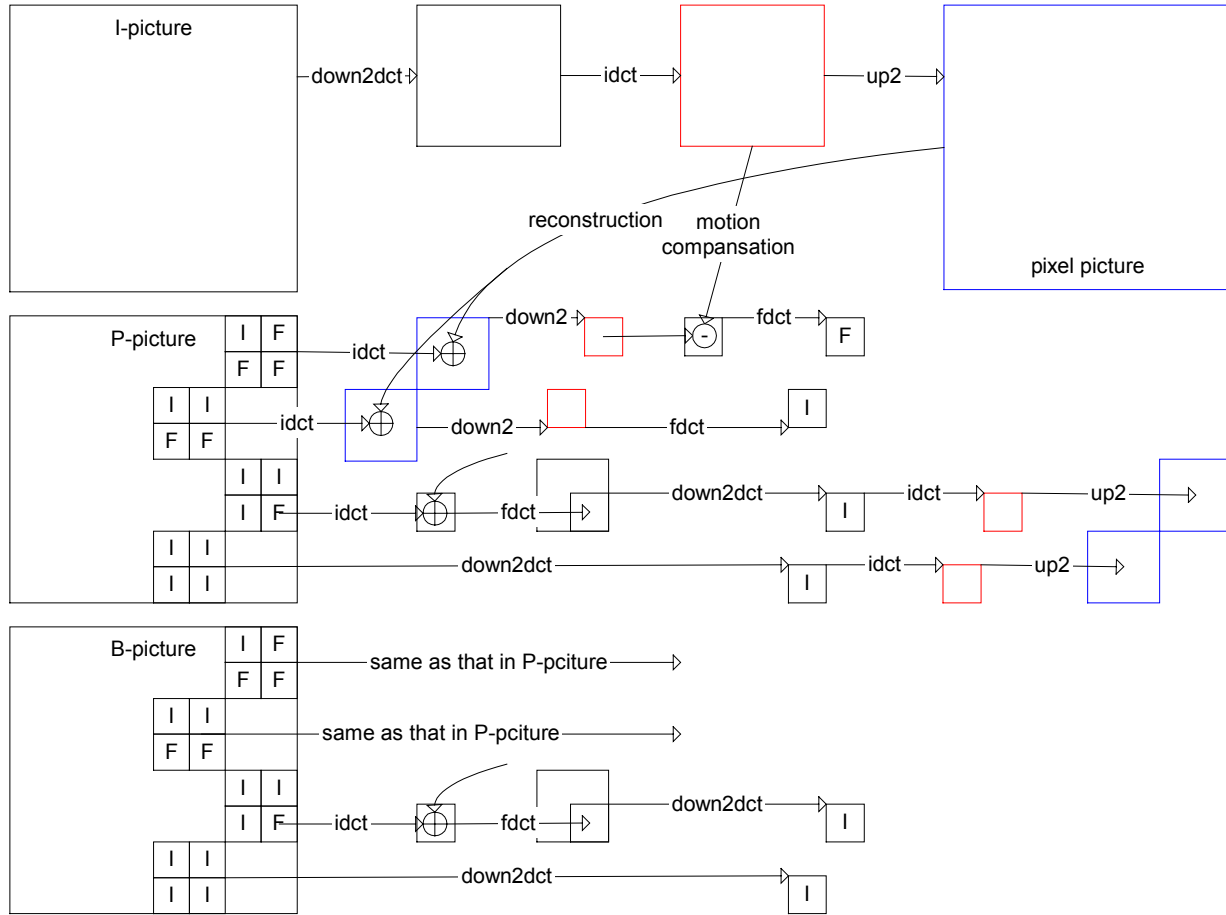 I-picture
down2dct
idct
up2
reconstruction
motion
compansation
pixel picture
P-picture
I F
F F
idct
down2
-
fdct
F
I I
F F
idct
down2
fdct
I
I I
I F
idct
fdct
down2dct
I
idct
up2
I I
I I
down2dct
I
idct
up2
B-picture
I F
F F
same as that in P-pciture
I I
F F
same as that in P-pciture
I I
I F
idct
fdct
down2dct
I
I I
I I
down2dct
I